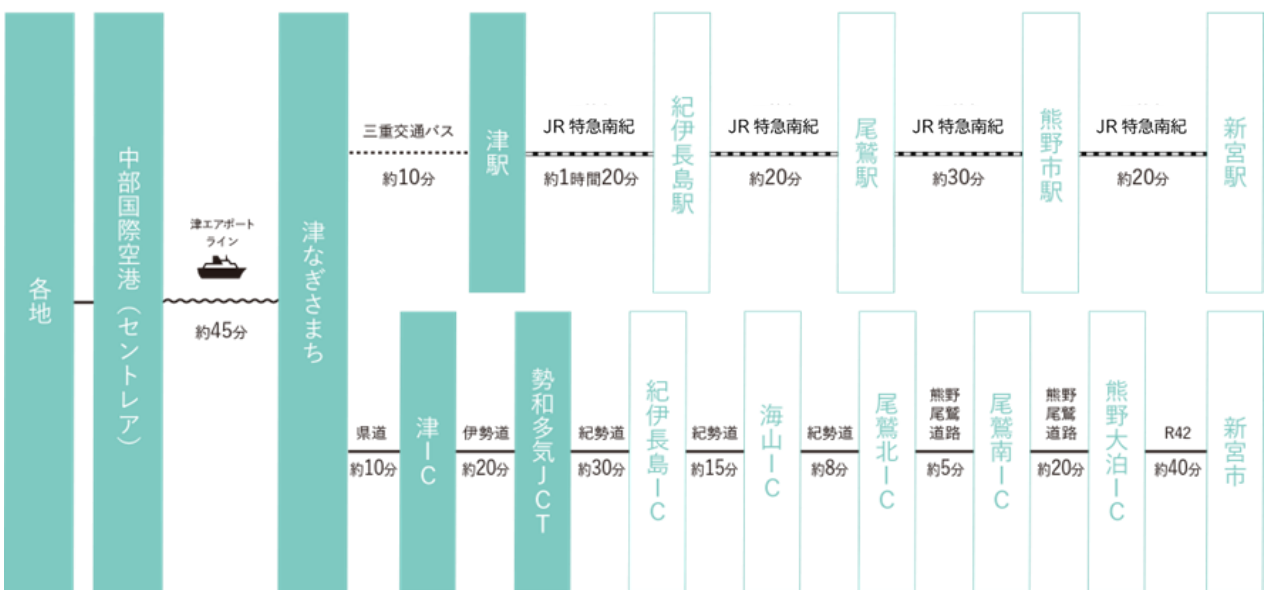 各地
中部国際空港（セントレア）
津エアポート
ライン
約45分
津なぎさまち
三重交通バス
約10分
津駅
JR 特急南紀
約1時間20分
紀伊長島駅
JR 特急南紀
約20分
尾鷲駅
JR 特急南紀
約30分
熊野市駅
JR 特急南紀
約20分
新宮駅
県道
約10分
津IC
伊勢道
約20分
勢和多気JCT
紀勢道
約30分
紀伊長島IC
紀勢道
約15分
海山IC
紀勢道
約8分
尾鷲北IC
熊野
尾鷲
道路
約5分
尾鷲南IC
熊野
尾鷲
道路
約20分
熊野大泊IC
R42
約40分
新宮市